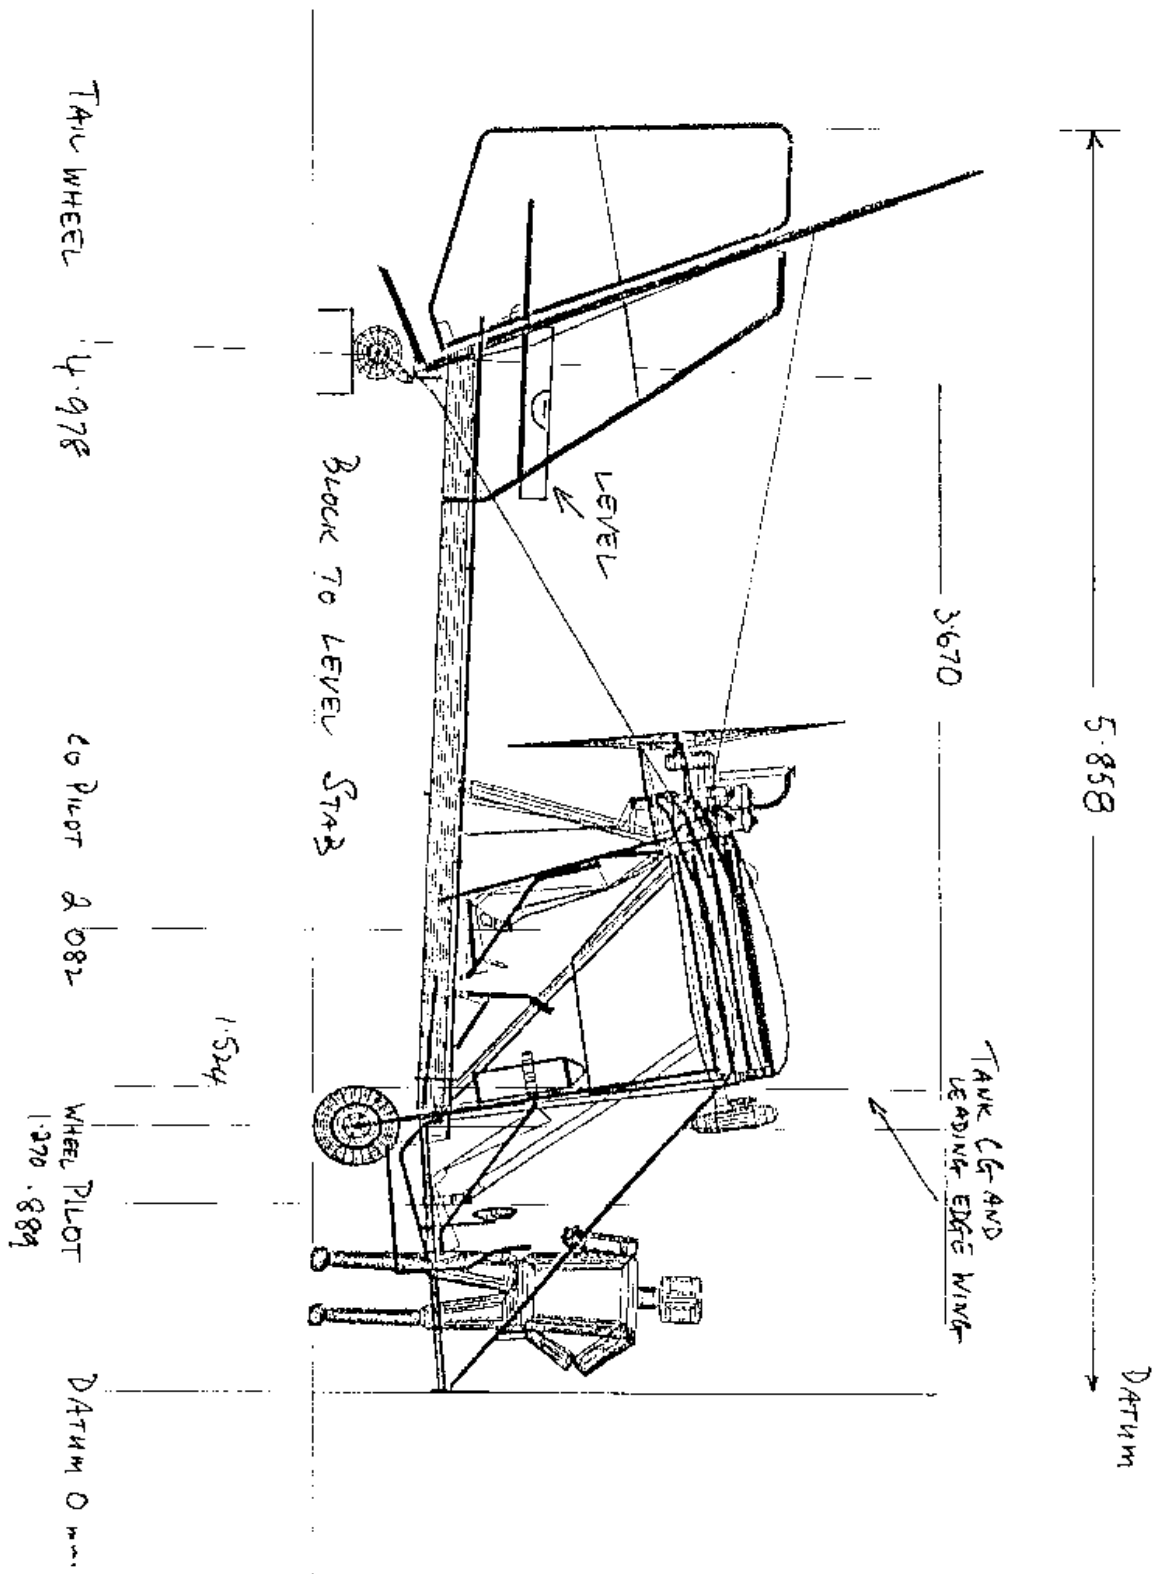 DATUM
5.858
3.670
TANK CG AND
LEADING EDGE WING
LEVEL
BLOCK TO LEVEL STAB
1.524
TAIL WHEEL 4.978
CO PILOT 2.082
WHEEL PILOT
1.270 .889
DATUM 0 mm.